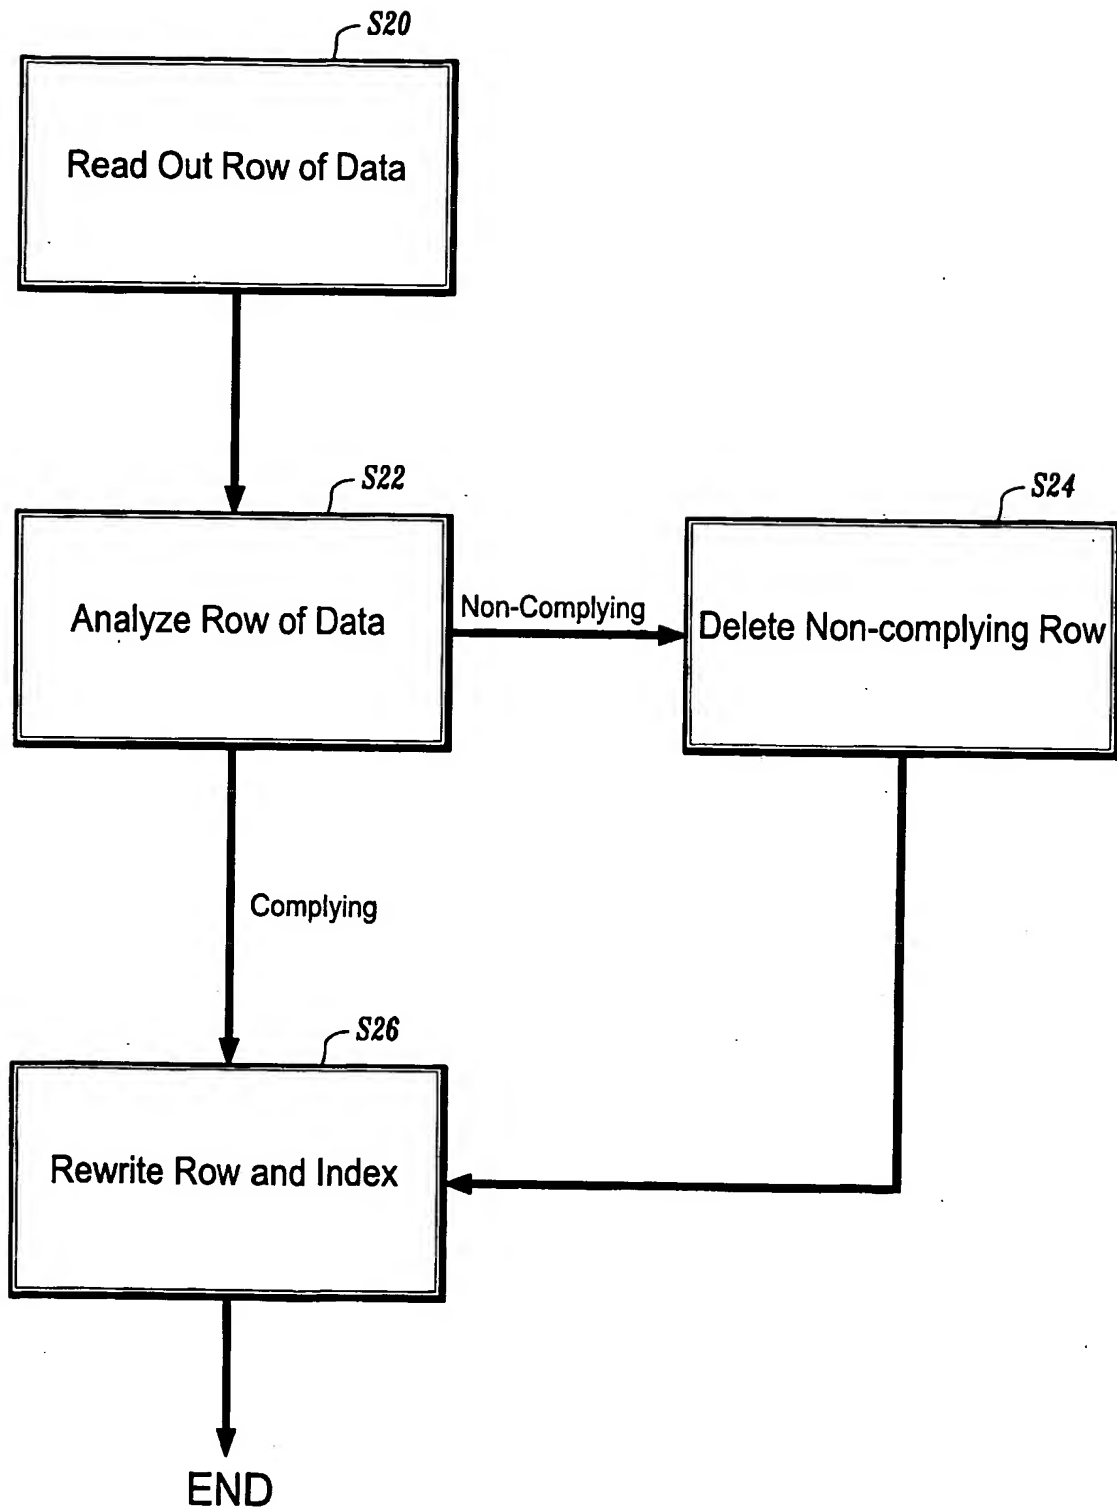 S20
Read Out Row of Data
S22
Analyze Row of Data
Non-Complying
S24
Delete Non-complying Row
Complying
S26
Rewrite Row and Index
END